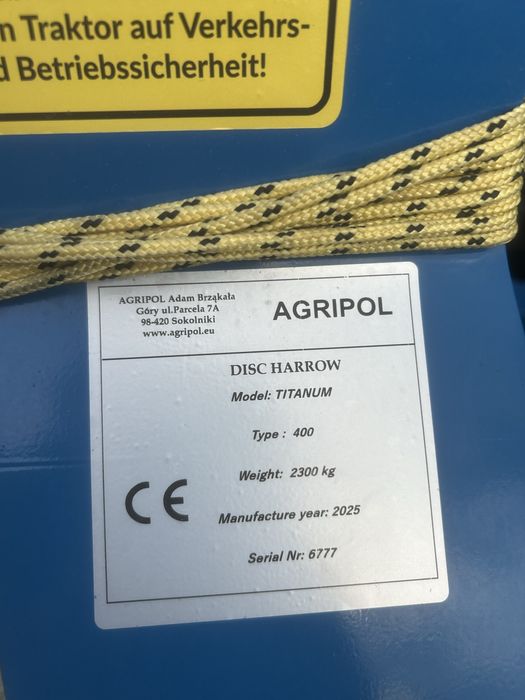 n Traktor auf Verkehrs-
d Betriebssicherheit!
AGRIPOL Adam Brząkała
Góry ul.Parcela 7A
98-420 Sokolniki
www.agripol.eu
AGRIPOL
DISC HARROW
Model: TITANUM
Type : 400
Weight: 2300 kg
CE
Manufacture year: 2025
Serial Nr: 6777